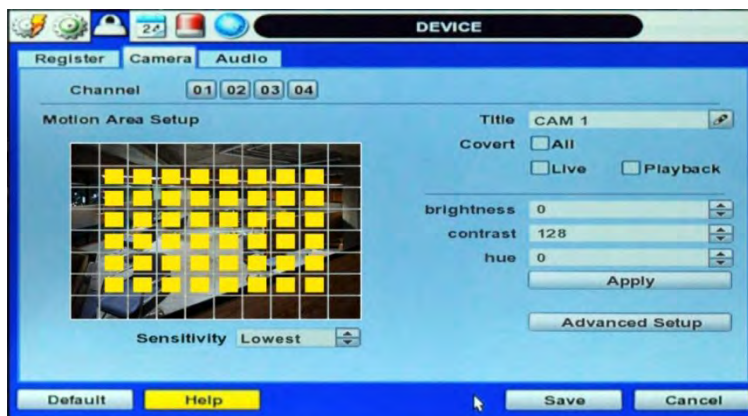 24
DEVICE
Register Camera Audio
Channel 01 02 03 04
Motion Area Setup
Title CAM 1
Covert All
Live Playback
brightness 0
contrast 128
hue 0
Apply
Advanced Setup
Sensitivity Lowest
Default Help Save Cancel